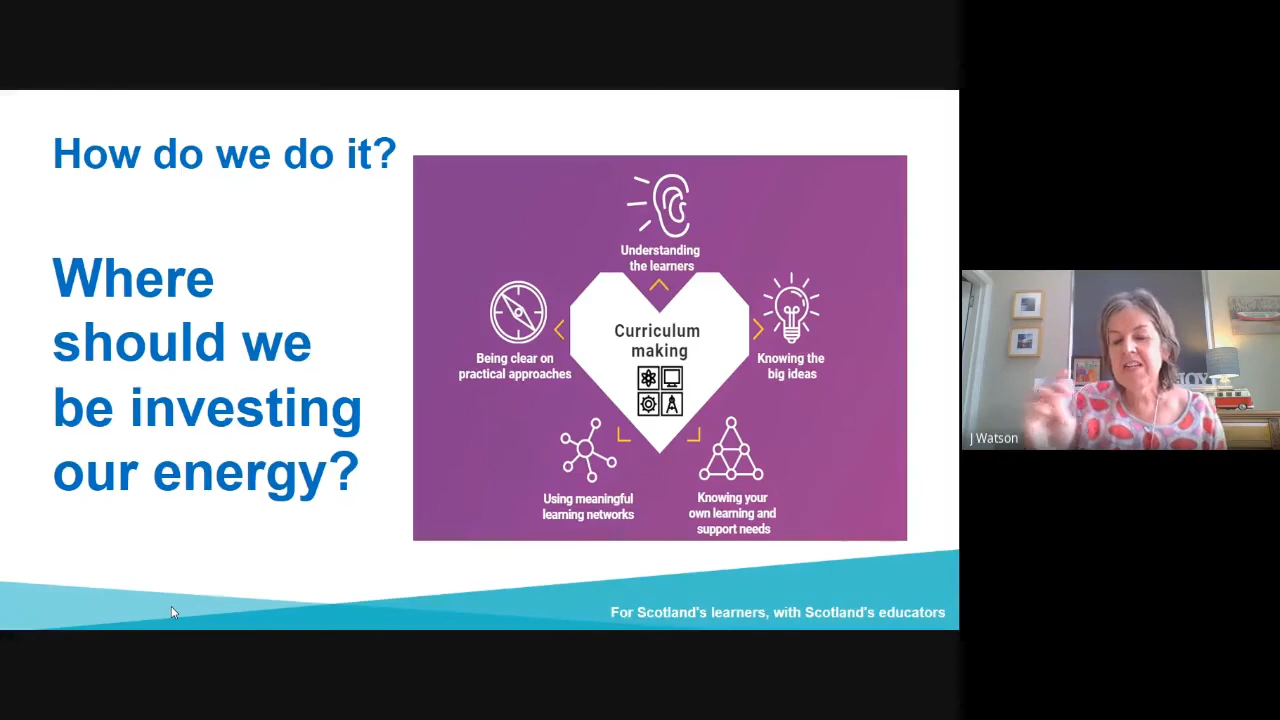 How do we do it?
Where
should we
be investing
our energy?
Understanding
the learners
Being clear on
practical approaches
Curriculum
making
Knowing the
big ideas
Using meaningful
learning networks
Knowing your
own learning and
support needs
For Scotland's learners, with Scotland's educators
J Watson
JOY